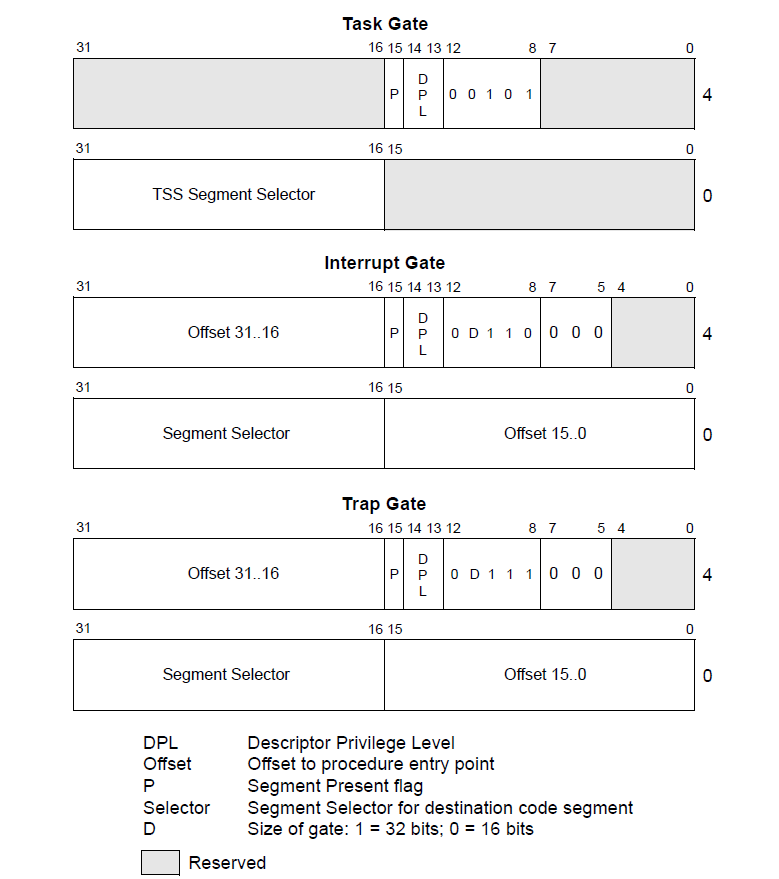 Task Gate
31 16 15 14 13 12 8 7 0
P DPL 0 0 1 0 1 4
31 16 15 0
TSS Segment Selector 0
Interrupt Gate
31 16 15 14 13 12 8 7 5 4 0
Offset 31..16 P DPL 0 D 1 1 0 0 0 0 4
31 16 15 0
Segment Selector Offset 15..0 0
Trap Gate
31 16 15 14 13 12 8 7 5 4 0
Offset 31..16 P DPL 0 D 1 1 1 0 0 0 4
31 16 15 0
Segment Selector Offset 15..0 0
DPL Descriptor Privilege Level
Offset Offset to procedure entry point
P Segment Present flag
Selector Segment Selector for destination code segment
D Size of gate: 1 = 32 bits; 0 = 16 bits
Reserved